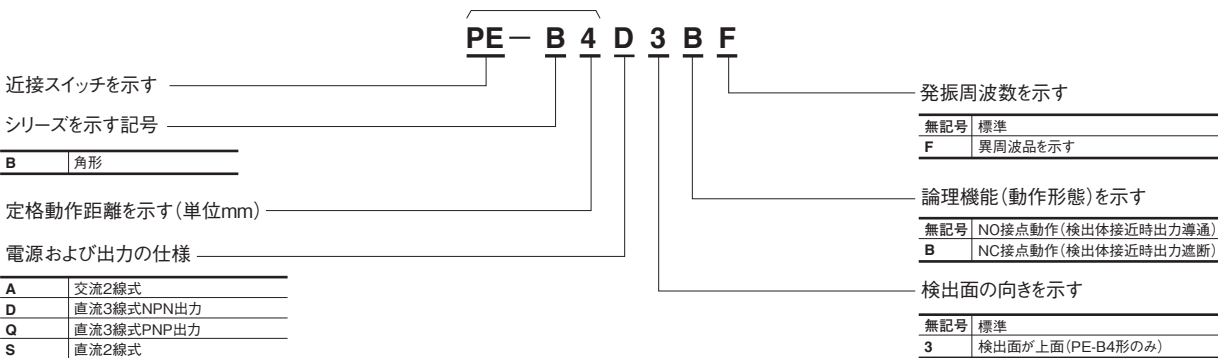 PE－ B 4 D 3 B F
近接スイッチを示す
シリーズを示す記号
B 角形
定格動作距離を示す（単位mm）
電源および出力の仕様
A 交流2線式
D 直流3線式NPN出力
Q 直流3線式PNP出力
S 直流2線式
発振周波数を示す
無記号 標準
F 異周波品を示す
論理機能（動作形態）を示す
無記号 NO接点動作（検出体接近時出力導通）
B NC接点動作（検出体接近時出力遮断）
検出面の向きを示す
無記号 標準
3 検出面が上面（PE-B4形のみ）